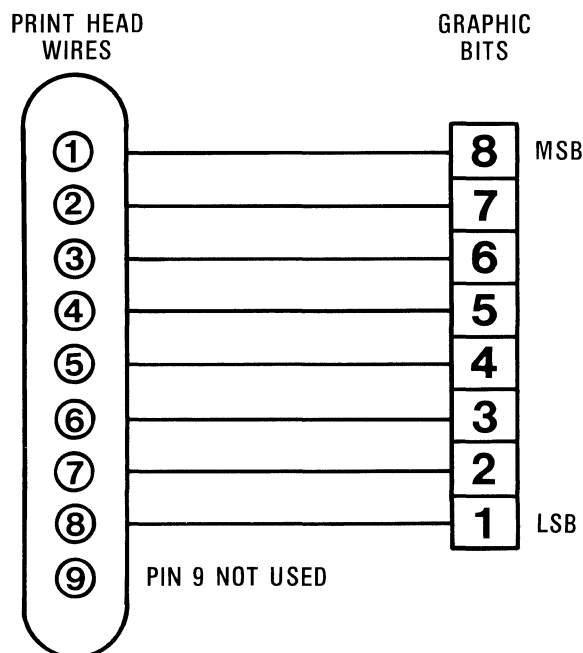 PRINT HEAD
WIRES
GRAPHIC
BITS
1 8 MSB
2 7
3 6
4 5
5 4
6 3
7 2
8 1 LSB
9 PIN 9 NOT USED